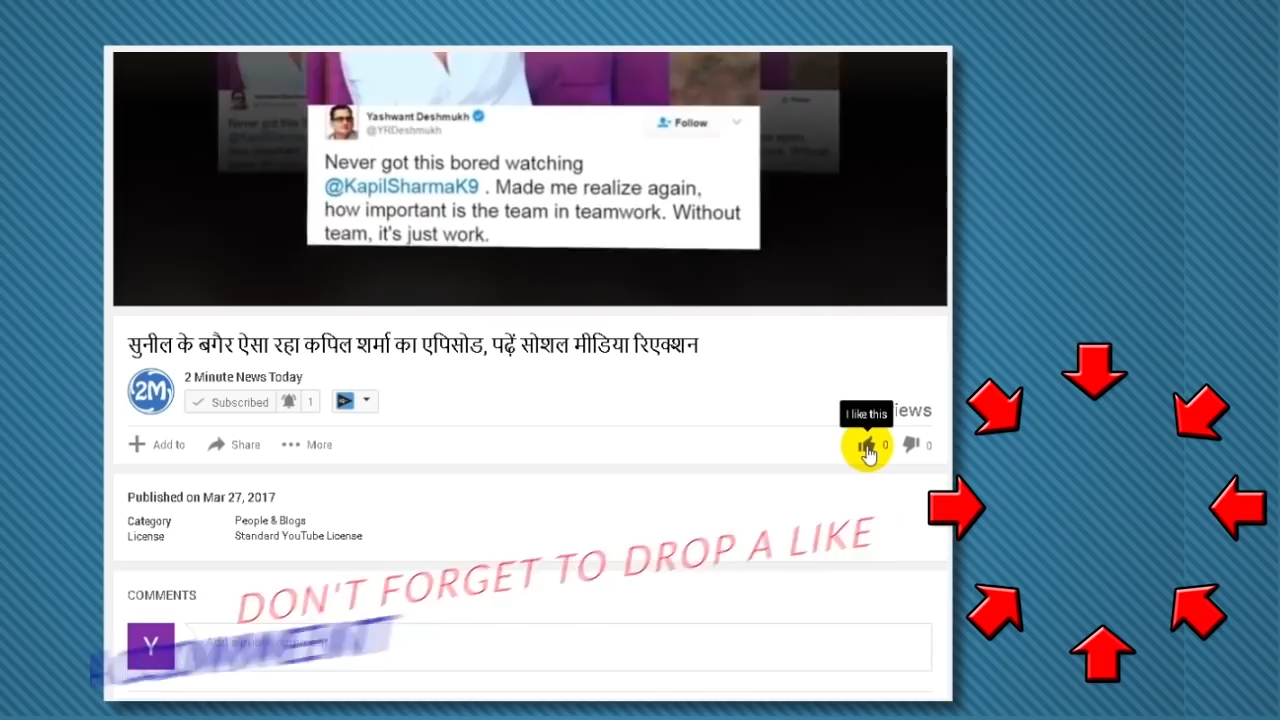 Yashwant Deshmukh
@YRDeshmukh
Follow
Never got this bored watching
@KapilSharmaK9 . Made me realize again,
how important is the team in teamwork. Without
team, it's just work.
सुनील के बगैर ऐसा रहा कपिल शर्मा का एपिसोड, पढ़ें सोशल मीडिया रिएक्शन
2M
2 Minute News Today
Subscribed 1
I like this
iews
Add to Share More
0 0
Published on Mar 27, 2017
Category People & Blogs
License Standard YouTube License
DON'T FORGET TO DROP A LIKE
COMMENTS
Y